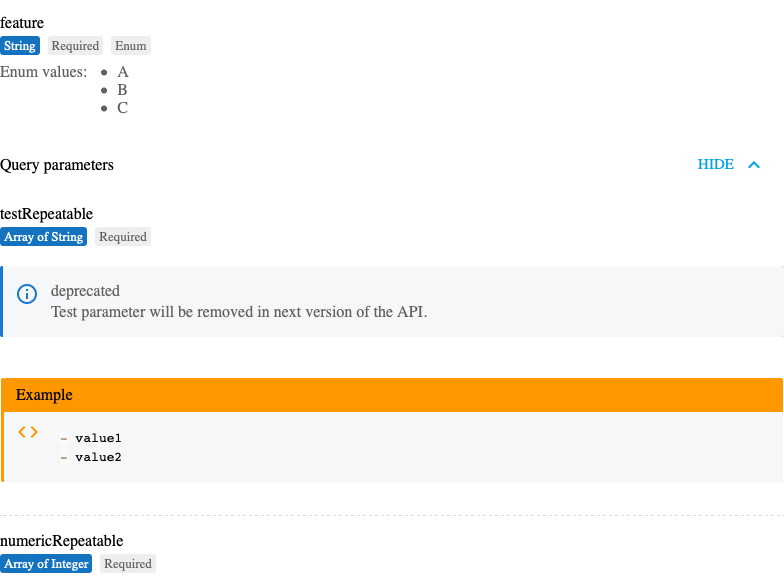 feature
String Required Enum
Enum values: • A
• B
• C
Query parameters HIDE
testRepeatable
Array of String Required
deprecated
Test parameter will be removed in next version of the API.
Example
- value1
- value2
numericRepeatable
Array of Integer Required